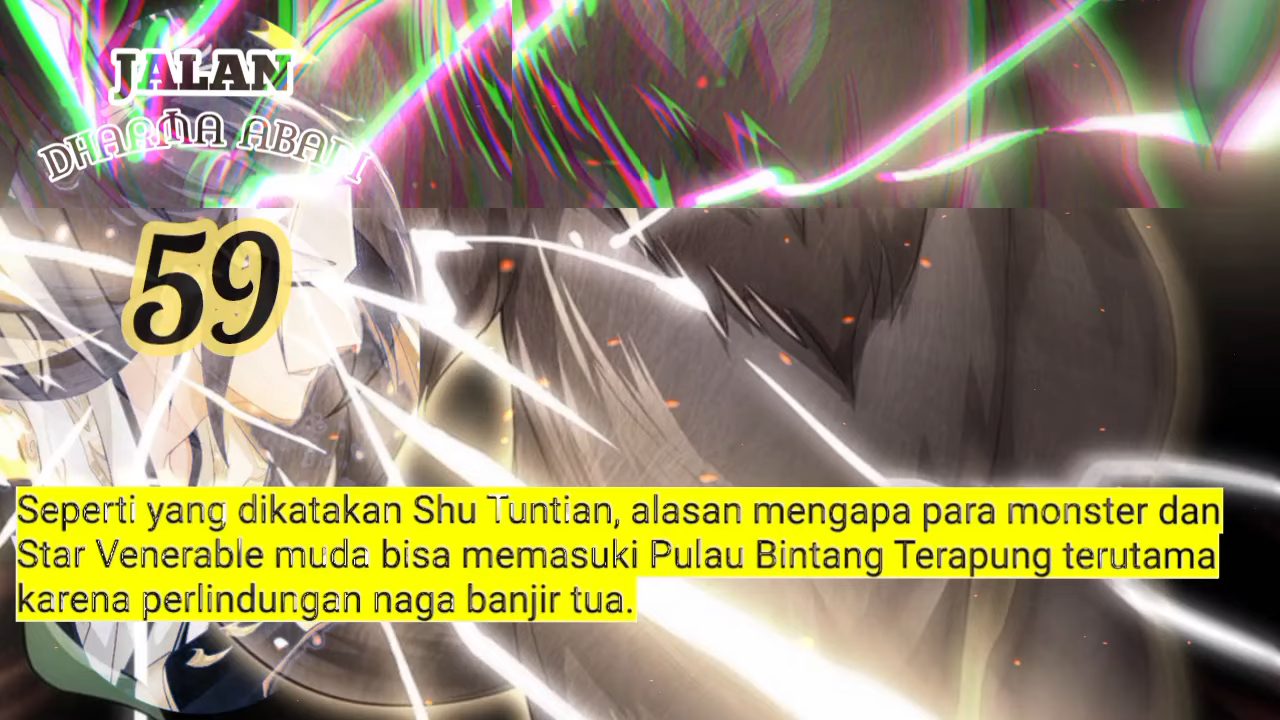 JALAN
DHARMA ABADI
59
Seperti yang dikatakan Shu Tuntian, alasan mengapa para monster dan
Star Venerable muda bisa memasuki Pulau Bintang Terapung terutama
karena perlindungan naga banjir tua.